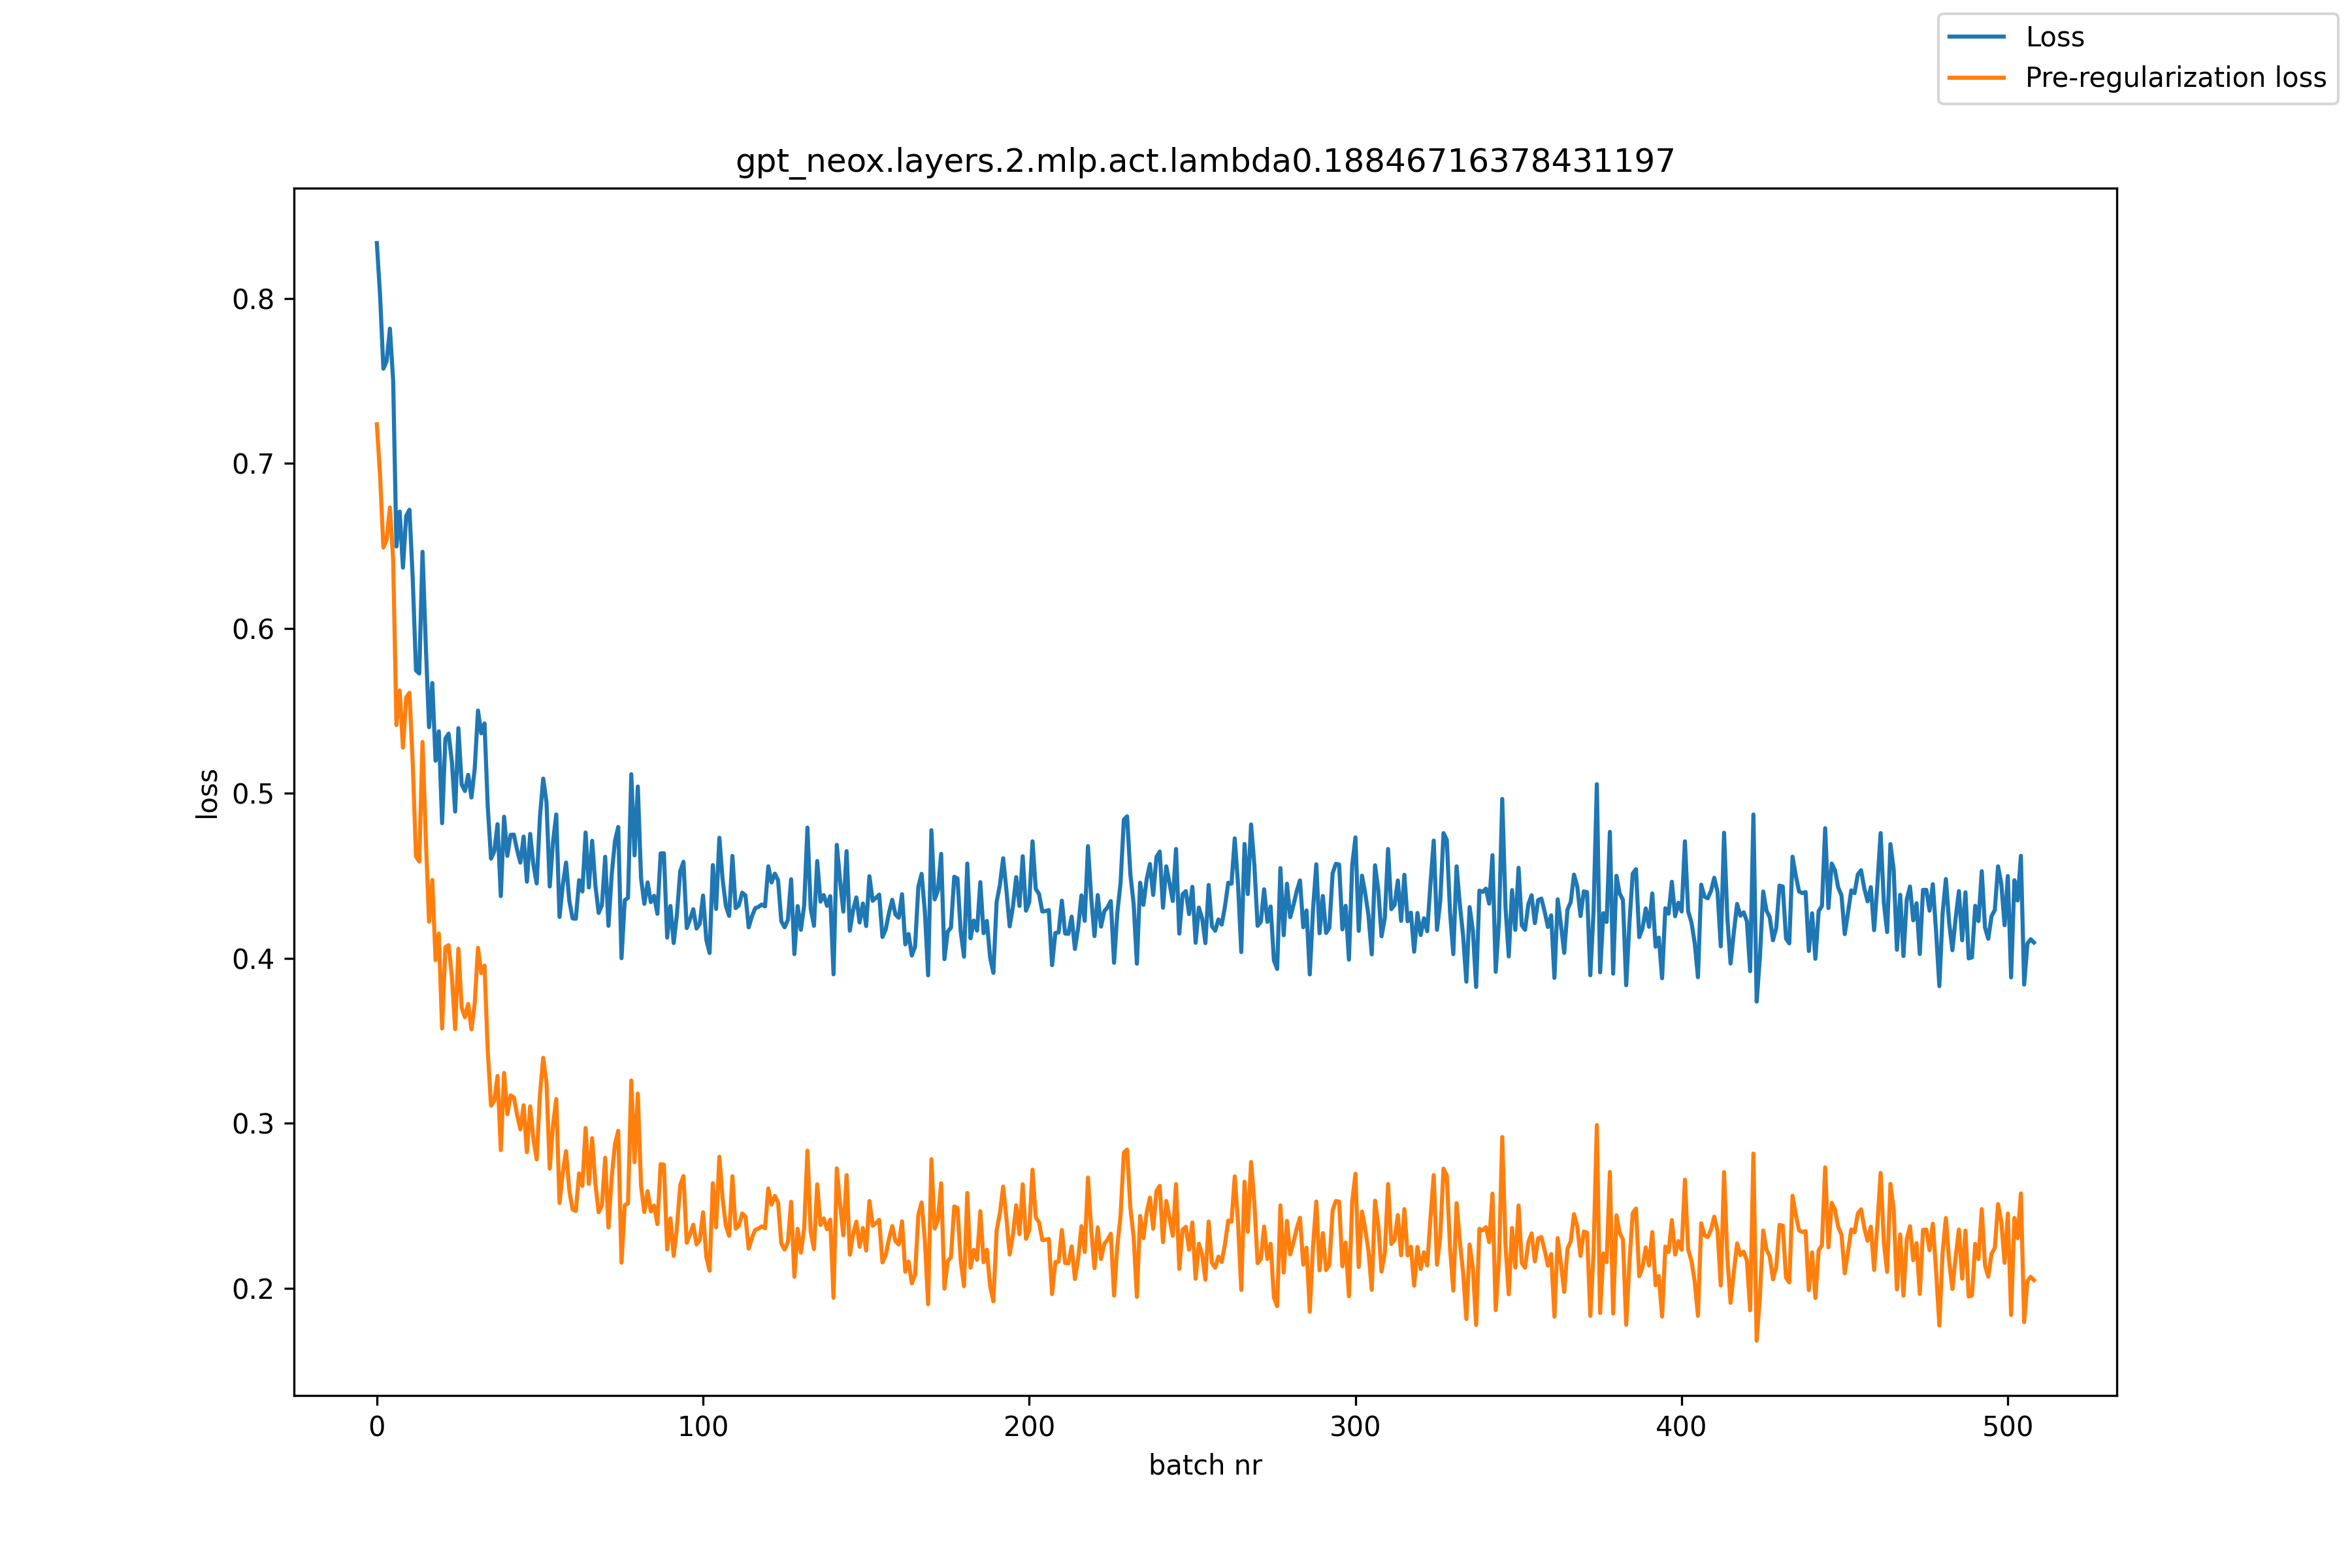 Loss
Pre-regularization loss
gpt_neox.layers.2.mlp.act.lambda0.18846716378431197
0.8
0.7
0.6
0.5
0.4
0.3
0.2
loss
0 100 200 300 400 500
batch nr